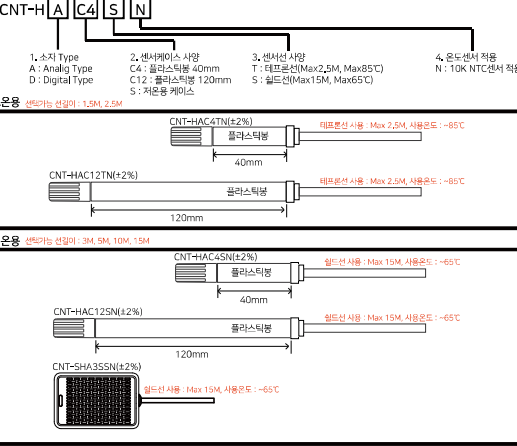 CNT-H A C4 S N
1. 소자 Type
A : Analig Type
D : Digital Type
2. 센서케이스 사양
C4 : 플라스틱봉 40mm
C12 : 플라스틱봉 120mm
S : 저온용 케이스
3. 센서선 사양
T : 테프론선(Max2.5M, Max85℃)
S : 쉴드선(Max15M, Max65℃)
4. 온도센서 적용
N : 10K NTC센서 적용
온용 선택가능 선길이 : 1.5M, 2.5M
CNT-HAC4TN(±2%)
테프론선 사용 : Max 2.5M, 사용온도 : ~85℃
플라스틱봉
40mm
CNT-HAC12TN(±2%)
테프론선 사용 : Max 2.5M, 사용온도 : ~85℃
플라스틱봉
120mm
온용 선택가능 선길이 : 3M, 5M, 10M, 15M
CNT-HAC4SN(±2%)
쉴드선 사용 : Max 15M, 사용온도 : ~65℃
플라스틱봉
40mm
CNT-HAC12SN(±2%)
쉴드선 사용 : Max 15M, 사용온도 : ~65℃
플라스틱봉
120mm
CNT-SHA3SSN(±2%)
쉴드선 사용 : Max 15M, 사용온도 : ~65℃